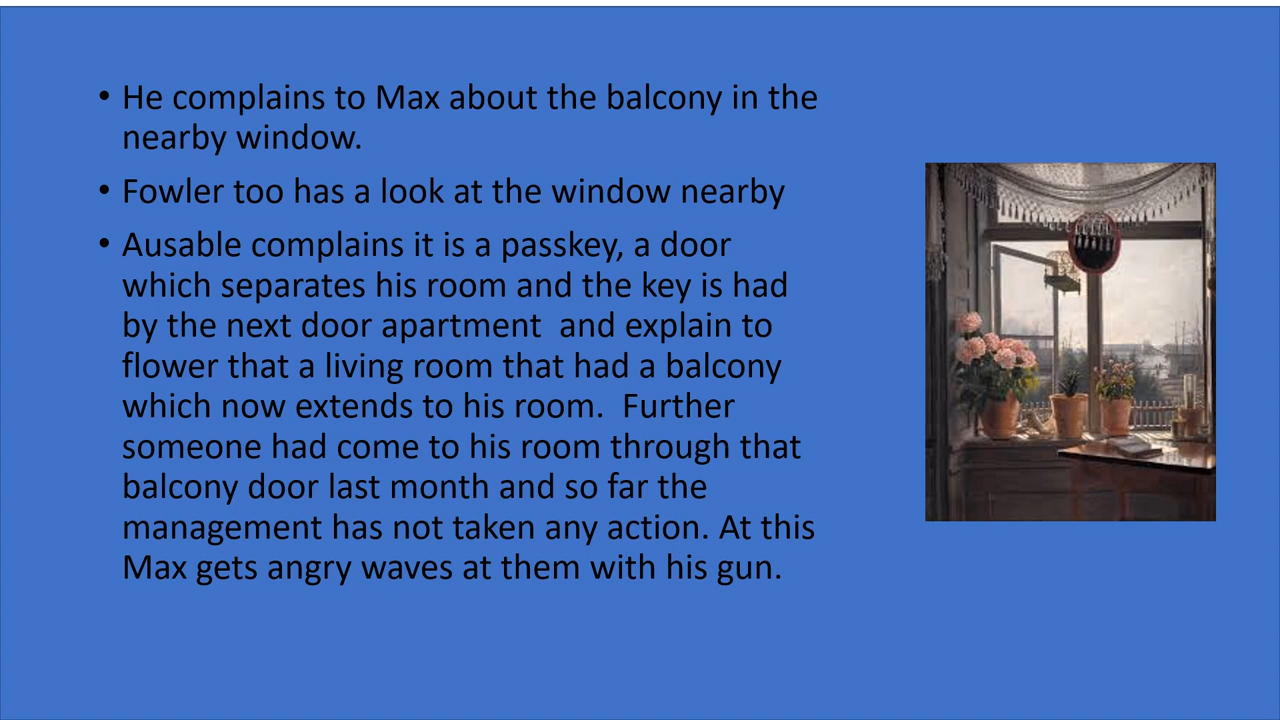 • He complains to Max about the balcony in the
nearby window.
• Fowler too has a look at the window nearby
• Ausable complains it is a passkey, a door
which separates his room and the key is had
by the next door apartment  and explain to
flower that a living room that had a balcony
which now extends to his room.  Further
someone had come to his room through that
balcony door last month and so far the
management has not taken any action. At this
Max gets angry waves at them with his gun.